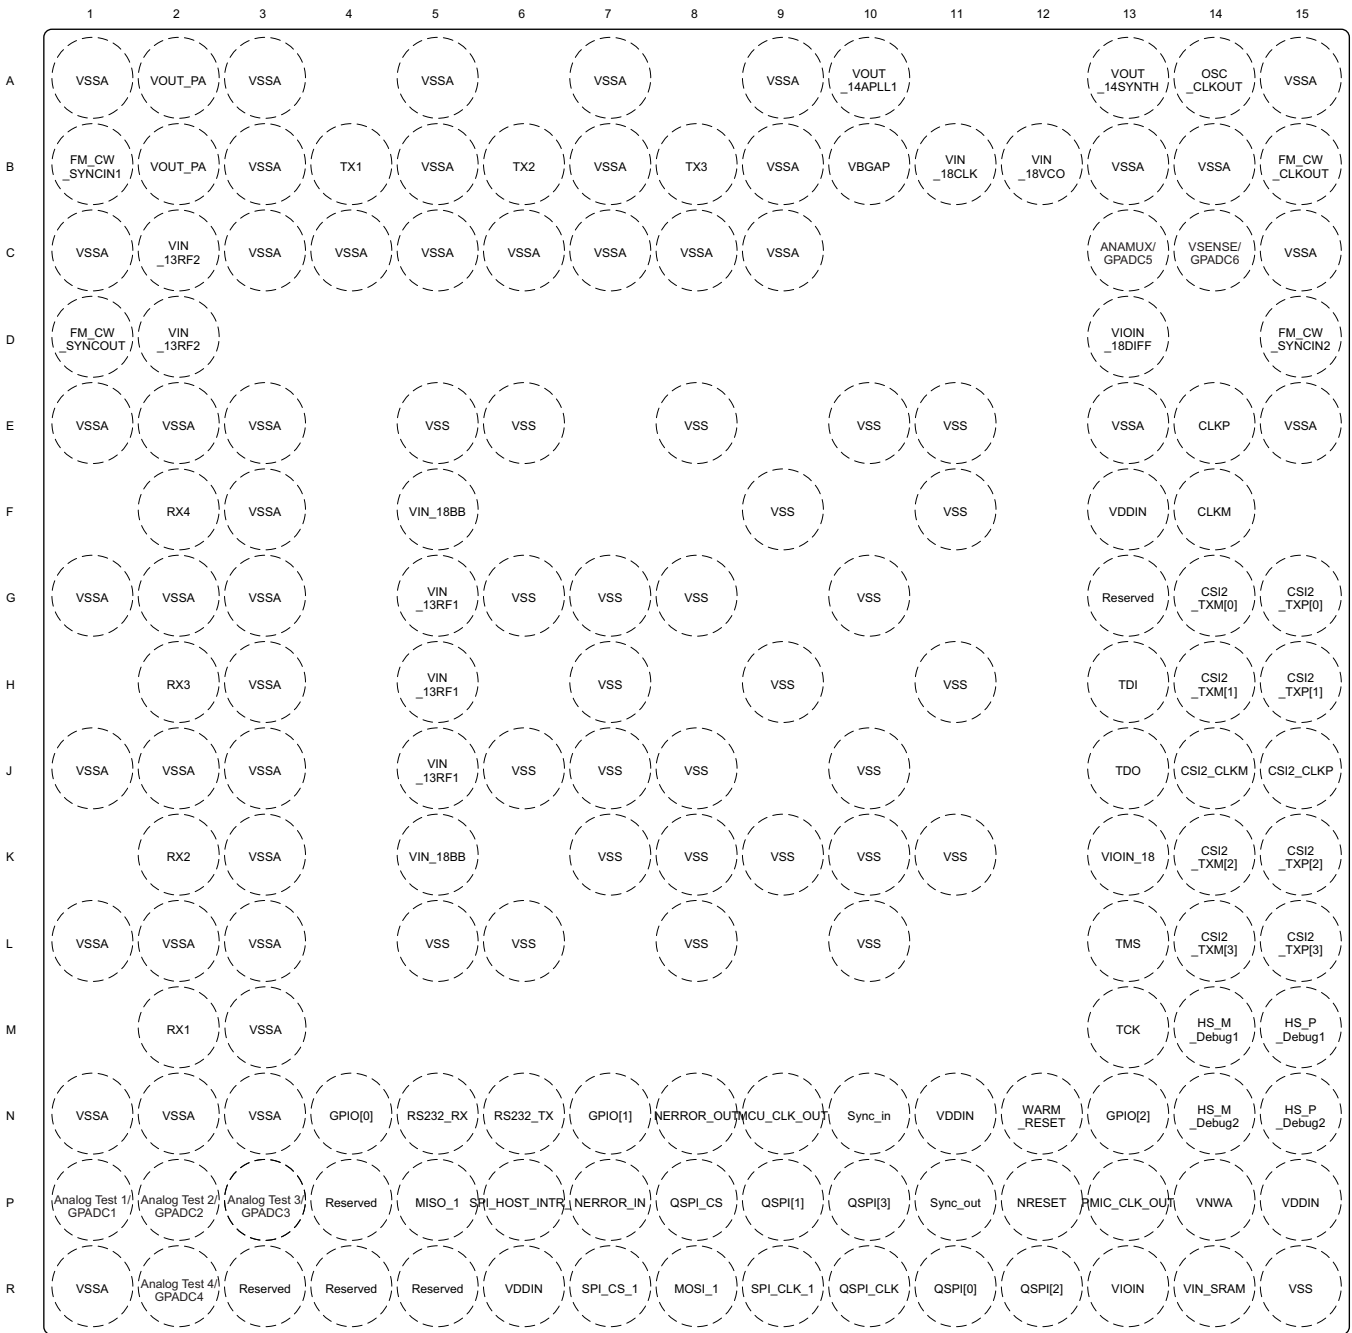 1 2 3 4 5 6 7 8 9 10 11 12 13 14 15
A VSSA VOUT_PA VSSA VSSA VSSA VSSA VOUT _14APLL1 VOUT _14SYNTH OSC _CLKOUT VSSA
B FM_CW _SYNCIN1 VOUT_PA VSSA TX1 VSSA TX2 VSSA TX3 VSSA VBGAP VIN _18CLK VIN _18VCO VSSA VSSA FM_CW _CLKOUT
C VSSA VIN _13RF2 VSSA VSSA VSSA VSSA VSSA VSSA VSSA ANAMUX/ GPADC5 VSENSE/ GPADC6 VSSA
D FM_CW _SYNCOUT VIN _13RF2 VIOIN _18DIFF FM_CW _SYNCIN2
E VSSA VSSA VSSA VSS VSS VSS VSS VSS VSSA CLKP VSSA
F RX4 VSSA VIN_18BB VSS VSS VDDIN CLKM
G VSSA VSSA VSSA VIN _13RF1 VSS VSS VSS VSS Reserved CSI2 _TXM[0] CSI2 _TXP[0]
H RX3 VSSA VIN _13RF1 VSS VSS VSS TDI CSI2 _TXM[1] CSI2 _TXP[1]
J VSSA VSSA VSSA VIN _13RF1 VSS VSS VSS VSS TDO CSI2_CLKM CSI2_CLKP
K RX2 VSSA VIN_18BB VSS VSS VSS VSS VSS VIOIN_18 CSI2 _TXM[2] CSI2 _TXP[2]
L VSSA VSSA VSSA VSS VSS VSS VSS TMS CSI2 _TXM[3] CSI2 _TXP[3]
M RX1 VSSA TCK HS_M _Debug1 HS_P _Debug1
N VSSA VSSA VSSA GPIO[0] RS232_RX RS232_TX GPIO[1] NERROR_OUT MCU_CLK_OUT Sync_in VDDIN WARM _RESET GPIO[2] HS_M _Debug2 HS_P _Debug2
P Analog Test 1/ GPADC1 Analog Test 2/ GPADC2 Analog Test 3/ GPADC3 Reserved MISO_1 SPI_HOST_INTR_ NERROR_IN QSPI_CS QSPI[1] QSPI[3] Sync_out NRESET PMIC_CLK_OUT VNWA VDDIN
R VSSA Analog Test 4/ GPADC4 Reserved Reserved Reserved VDDIN SPI_CS_1 MOSI_1 SPI_CLK_1 QSPI_CLK QSPI[0] QSPI[2] VIOIN VIN_SRAM VSS